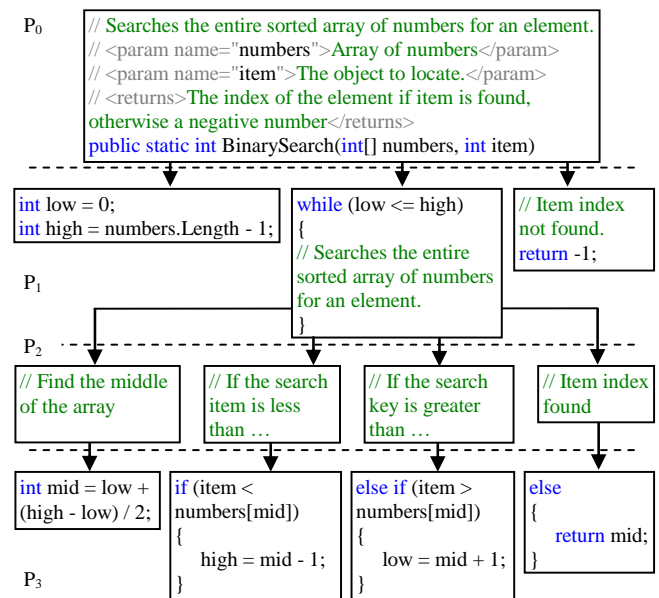 P0
// Searches the entire sorted array of numbers for an element.
// <param name="numbers">Array of numbers</param>
// <param name="item">The object to locate.</param>
// <returns>The index of the element if item is found,
otherwise a negative number</returns>
public static int BinarySearch(int[] numbers, int item)
int low = 0;
int high = numbers.Length - 1;
while (low <= high)
{
// Searches the entire
sorted array of numbers
for an element.
}
// Item index
not found.
return -1;
P1
P2
// Find the middle
of the array
// If the search
item is less
than …
// If the search
key is greater
than …
// Item index
found
int mid = low +
(high - low) / 2;
if (item <
numbers[mid])
{
high = mid - 1;
}
else if (item >
numbers[mid])
{
low = mid + 1;
}
else
{
return mid;
}
P3